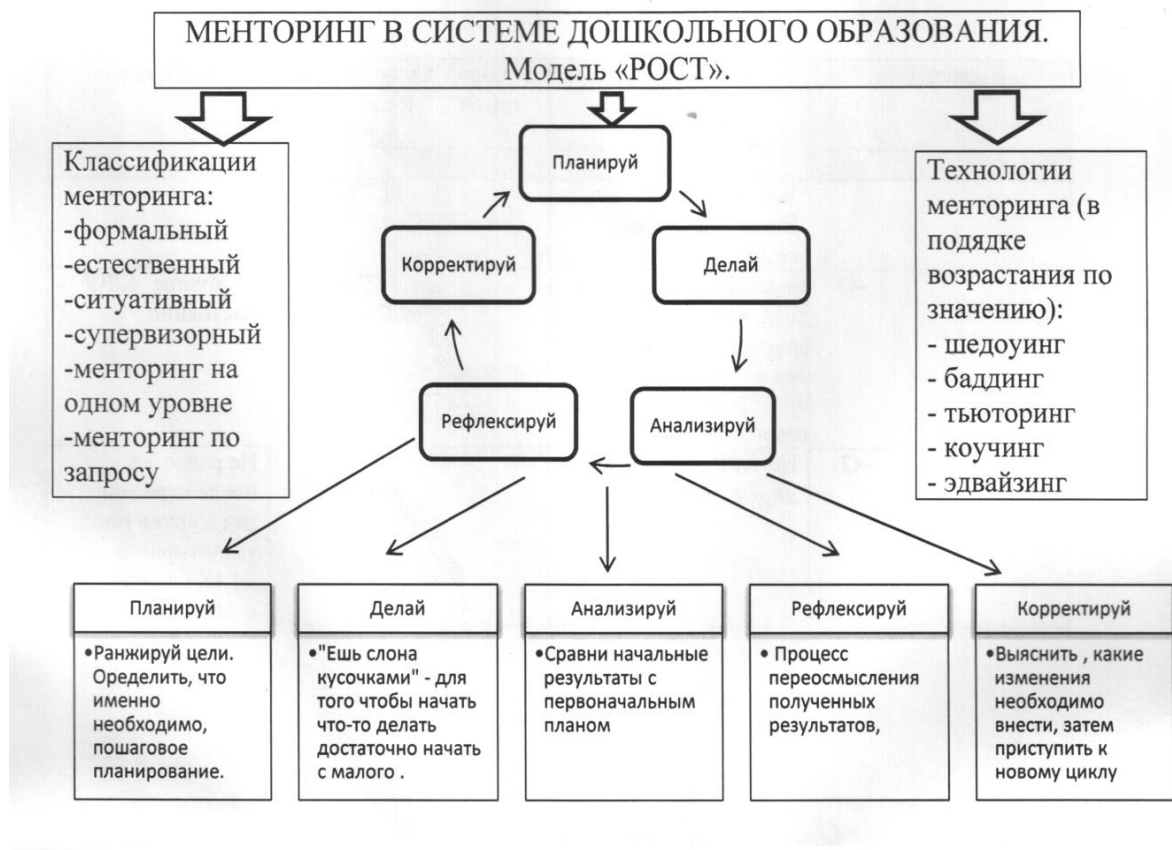 МЕНТОРИНГ В СИСТЕМЕ ДОШКОЛЬНОГО ОБРАЗОВАНИЯ.
Модель «РОСТ».
Классификации
менторинга:
-формальный
-естественный
-ситуативный
-супервизорный
-менторинг на
одном уровне
-менторинг по
запросу
Планируй
Делай
Анализируй
Рефлексируй
Корректируй
Технологии
менторинга (в
подядке
возрастания по
значению):
- шедоуинг
- баддинг
- тьюторинг
- коучинг
- эдвайзинг
Планируй
•Ранжируй цели.
Оределить, что
именно
необходимо,
пошаговое
планирование.
Делай
•"Ешь слона
кусочками" - для
того чтобы начать
что-то делать
достаточно начать
с малого .
Анализируй
•Сравни начальные
результаты с
первоначальным
планом
Рефлексируй
• Процесс
переосмысления
полученных
результатов,
Корректируй
•Выяснить , какие
изменения
необходимо
внести, затем
приступить к
новому циклу